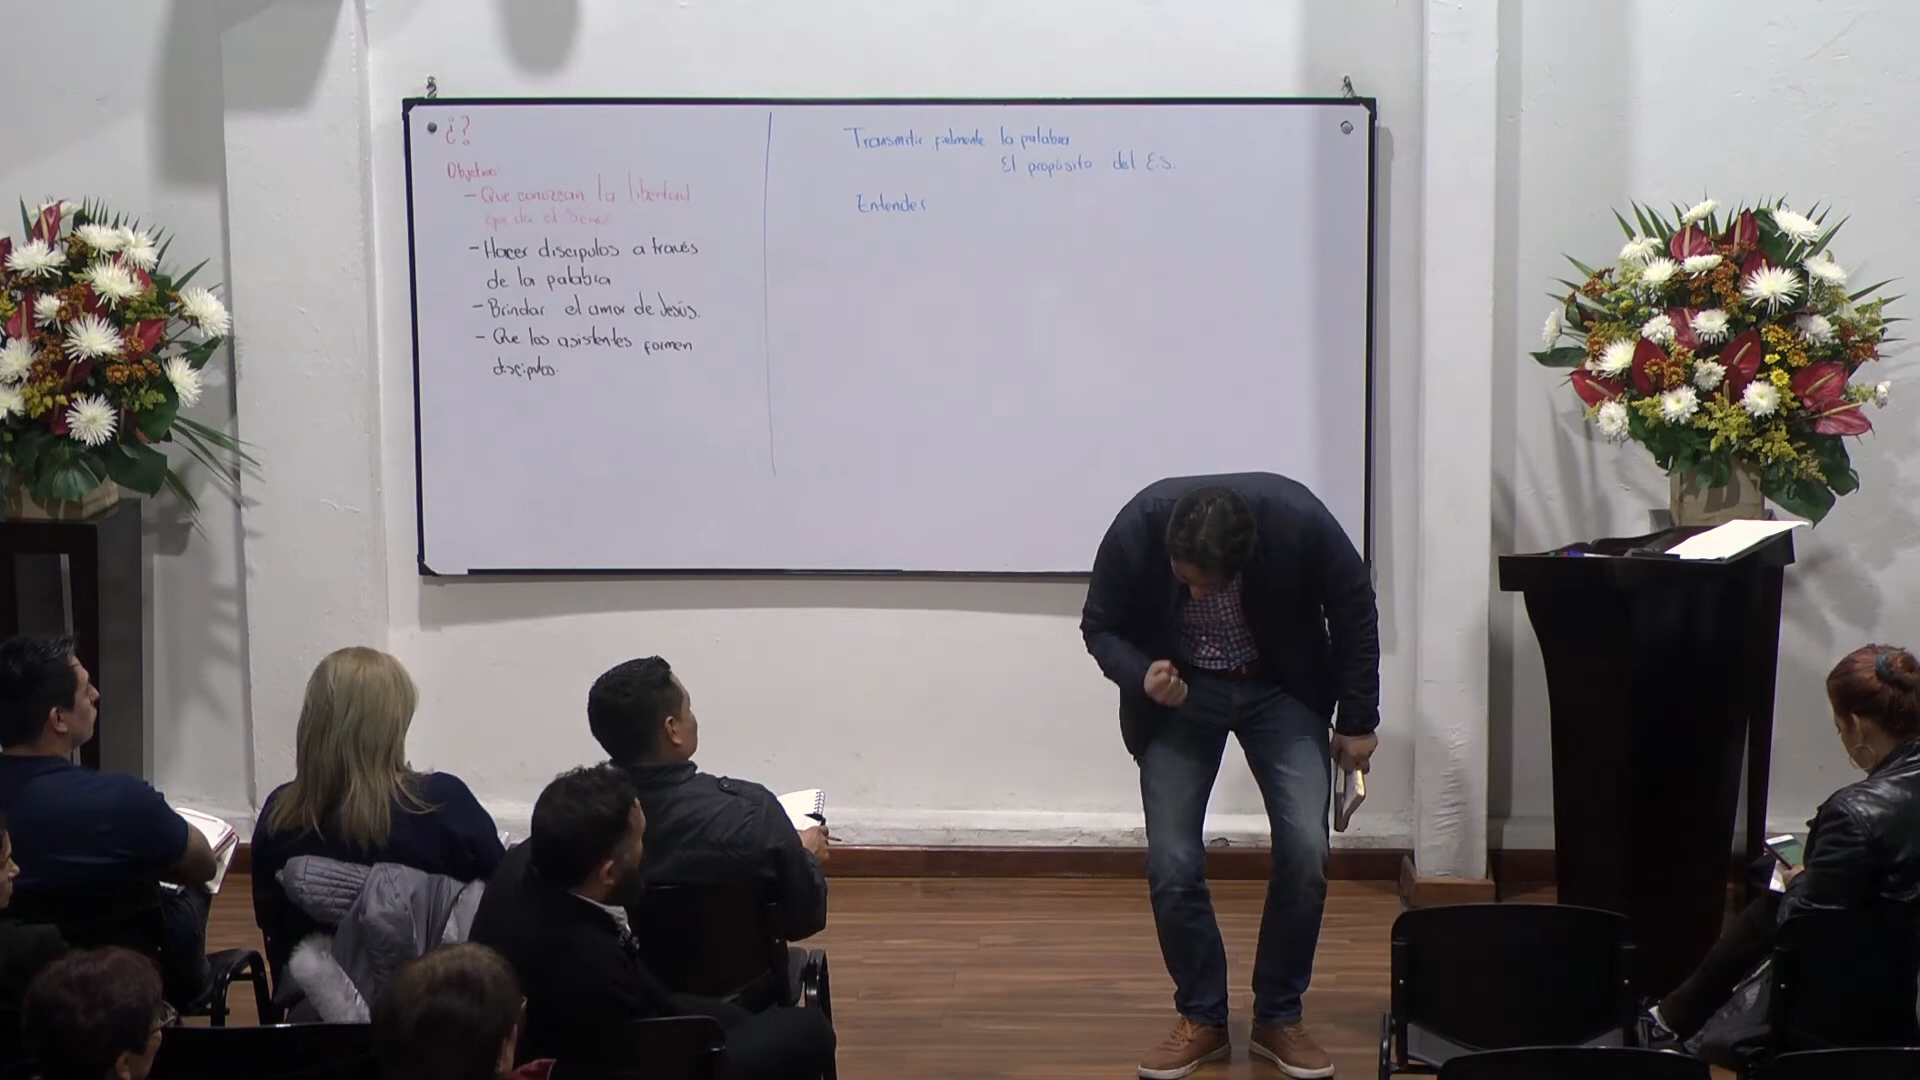 ¿?
Objetivo
- Que conozcan la libertad
que da el Señor
- Hacer discipulos a través
de la palabra
- Brindar el amor de Jesús.
- Que los asistentes formen
discipulos.
Transmitir fielmente la palabra
El propósito del E.S.
Entender